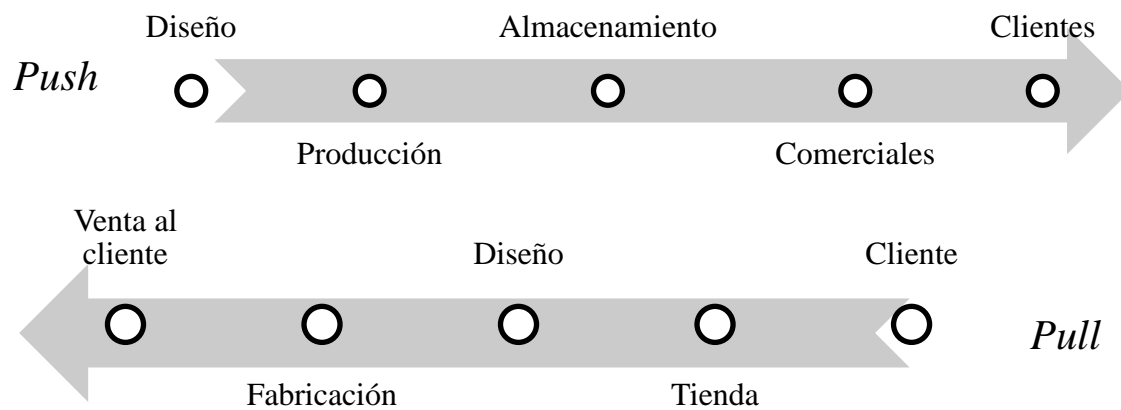 Diseño
Almacenamiento
Clientes
Push
Producción
Comerciales
Venta al
cliente
Diseño
Cliente
Pull
Fabricación
Tienda